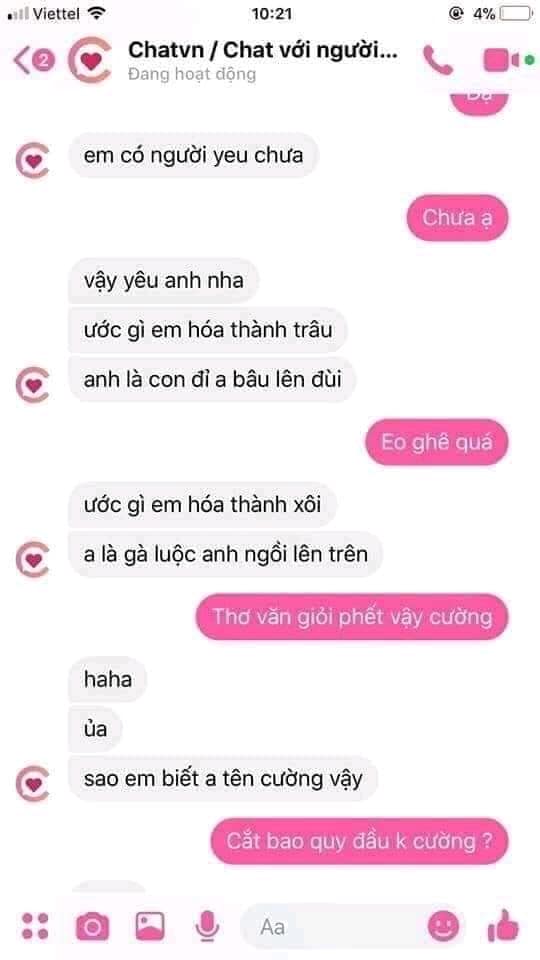 Viettel 10:21 4%
2 Chatvn / Chat với người...
Đang hoạt động
Dạ
em có người yeu chưa
Chưa ạ
vậy yêu anh nha
ước gì em hóa thành trâu
anh là con đỉ a bâu lên đùi
Eo ghê quá
ước gì em hóa thành xôi
a là gà luộc anh ngồi lên trên
Thơ văn giỏi phết vậy cường
haha
ủa
sao em biết a tên cường vậy
Cắt bao quy đầu k cường ?
Aa